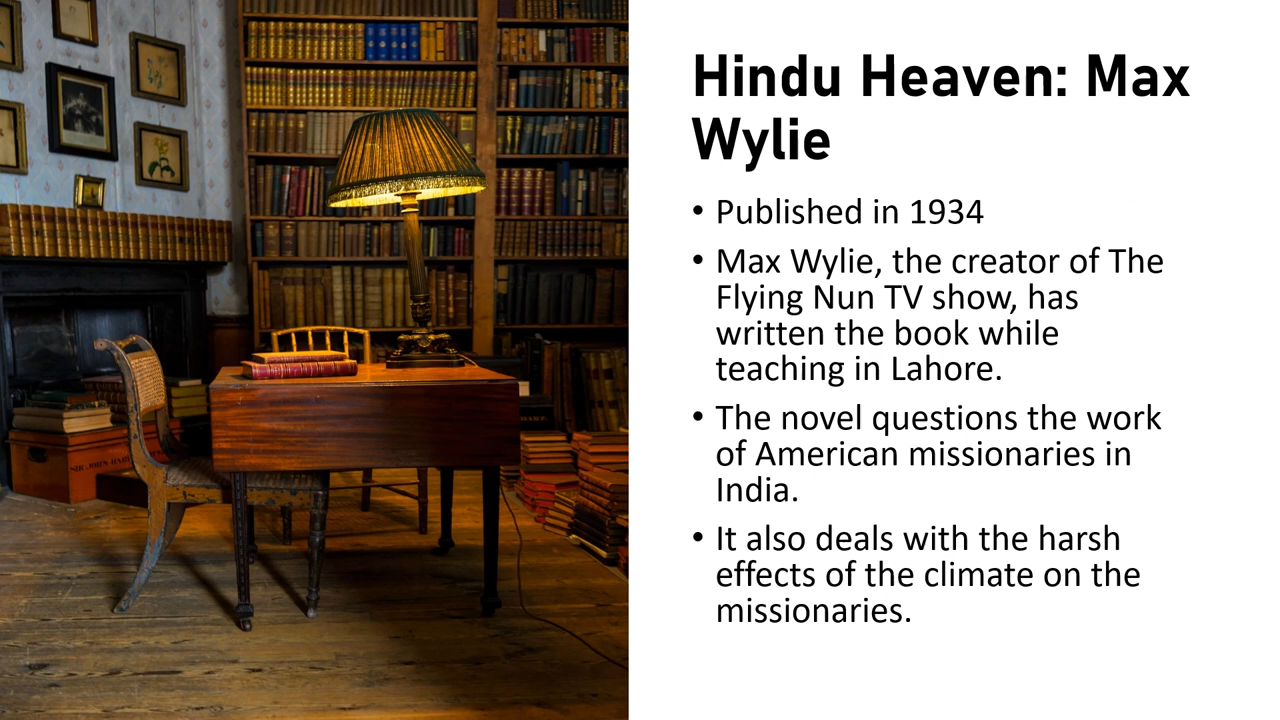 Hindu Heaven: Max
Wylie
• Published in 1934
• Max Wylie, the creator of The
Flying Nun TV show, has
written the book while
teaching in Lahore.
• The novel questions the work
of American missionaries in
India.
• It also deals with the harsh
effects of the climate on the
missionaries.
SIR JOHN